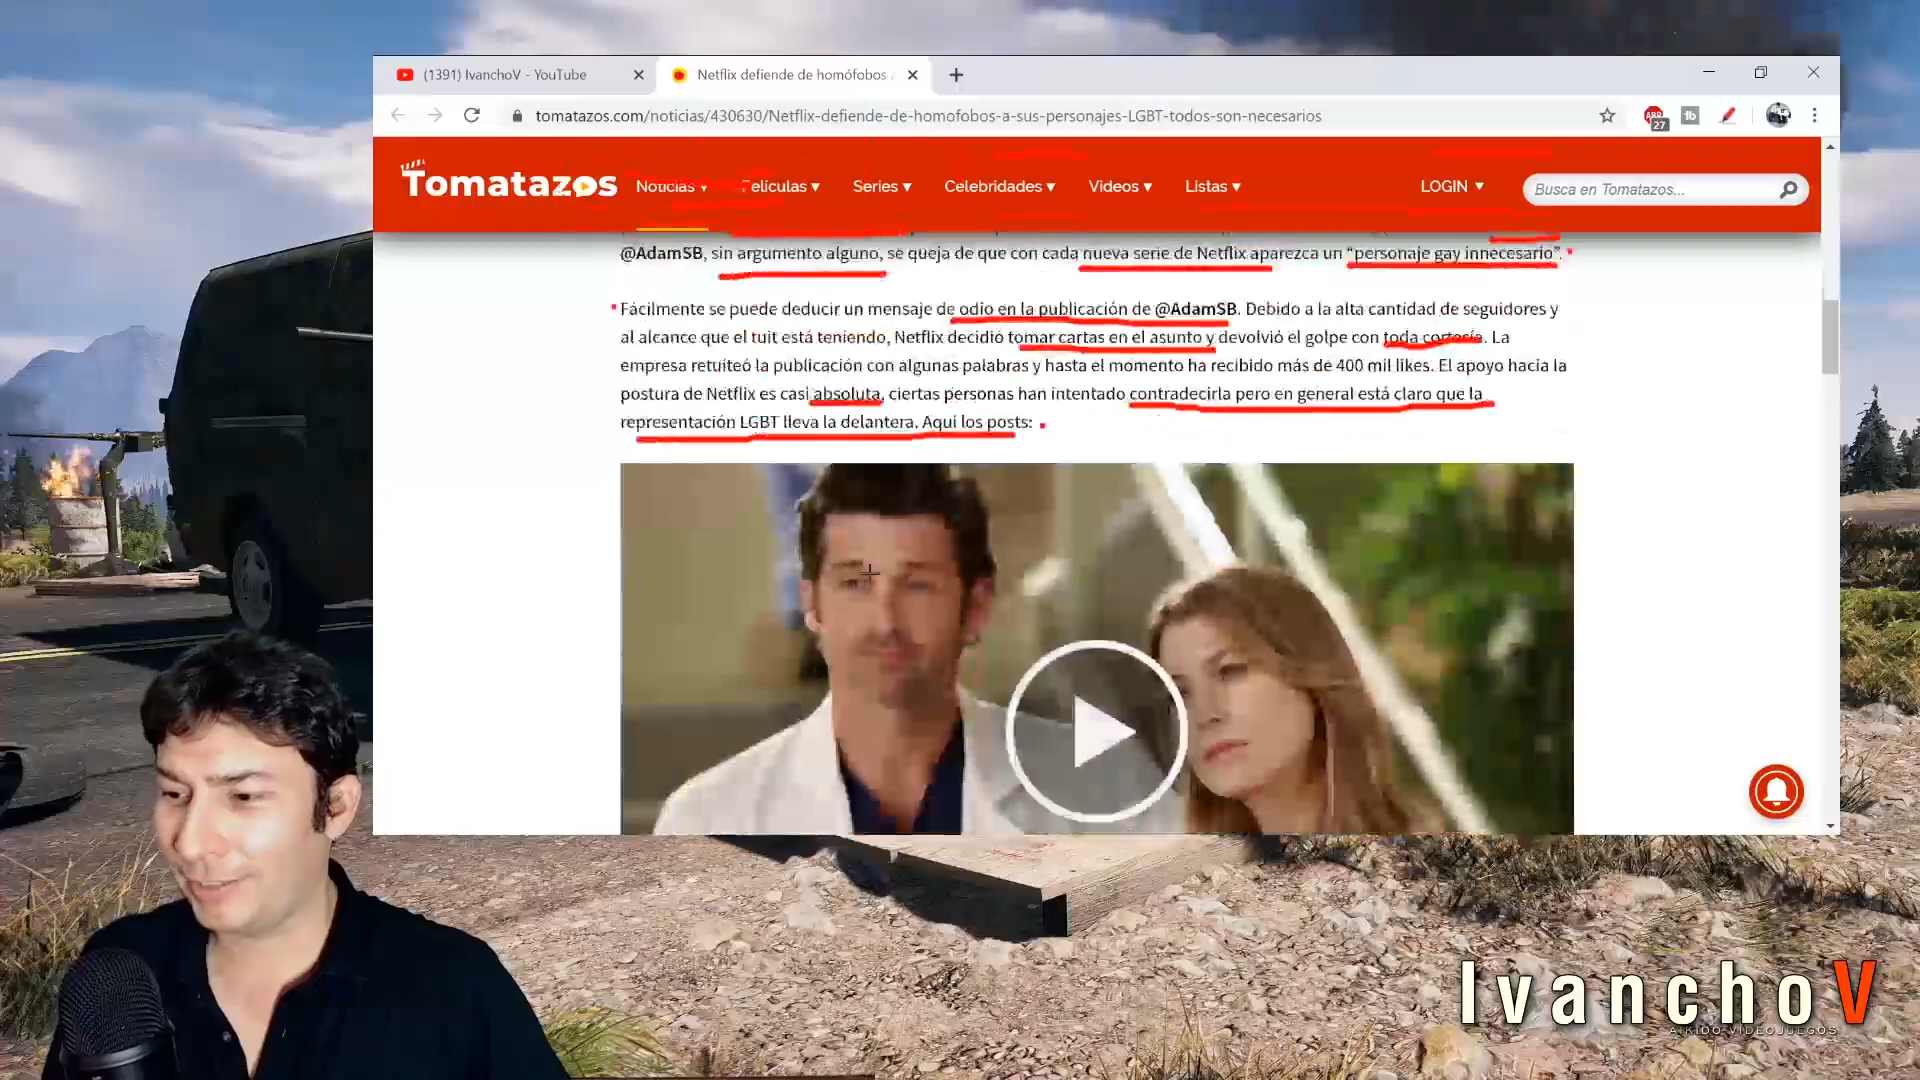 (1391) IvanchoV - YouTube
Netflix defiende de homófobos a
tomatazos.com/noticias/430630/Netflix-defiende-de-homofobos-a-sus-personajes-LGBT-todos-son-necesarios
ABP
27
tb
Tomatazos
Noticias Películas Series Celebridades Videos Listas LOGIN
Busca en Tomatazos...
@AdamSB, sin argumento alguno, se queja de que con cada nueva serie de Netflix aparezca un “personaje gay innecesario”.
Fácilmente se puede deducir un mensaje de odio en la publicación de @AdamSB. Debido a la alta cantidad de seguidores y
al alcance que el tuit está teniendo, Netflix decidió tomar cartas en el asunto y devolvió el golpe con toda cortesía. La
empresa retuiteó la publicación con algunas palabras y hasta el momento ha recibido más de 400 mil likes. El apoyo hacia la
postura de Netflix es casi absoluta, ciertas personas han intentado contradecirla pero en general está claro que la
representación LGBT lleva la delantera. Aquí los posts:
IvanchoV
AIKIDO-VIDEOJUEGOS